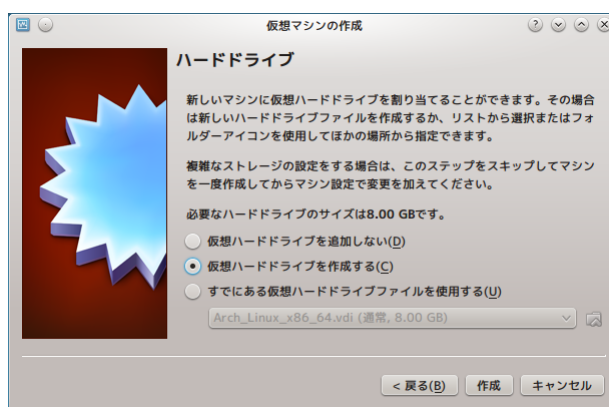 仮想マシンの作成
ハードドライブ
新しいマシンに仮想ハードドライブを割り当てることができます。その場合
は新しいハードドライブファイルを作成するか、リストから選択またはフォ
ルダーアイコンを使用してほかの場所から指定できます。
複雑なストレージの設定をする場合は、このステップをスキップしてマシン
を一度作成してからマシン設定で変更を加えてください。
必要なハードドライブのサイズは8.00 GBです。
仮想ハードドライブを追加しない(D)
仮想ハードドライブを作成する(C)
すでにある仮想ハードドライブファイルを使用する(U)
Arch_Linux_x86_64.vdi (通常, 8.00 GB)
< 戻る(B) 作成 キャンセル